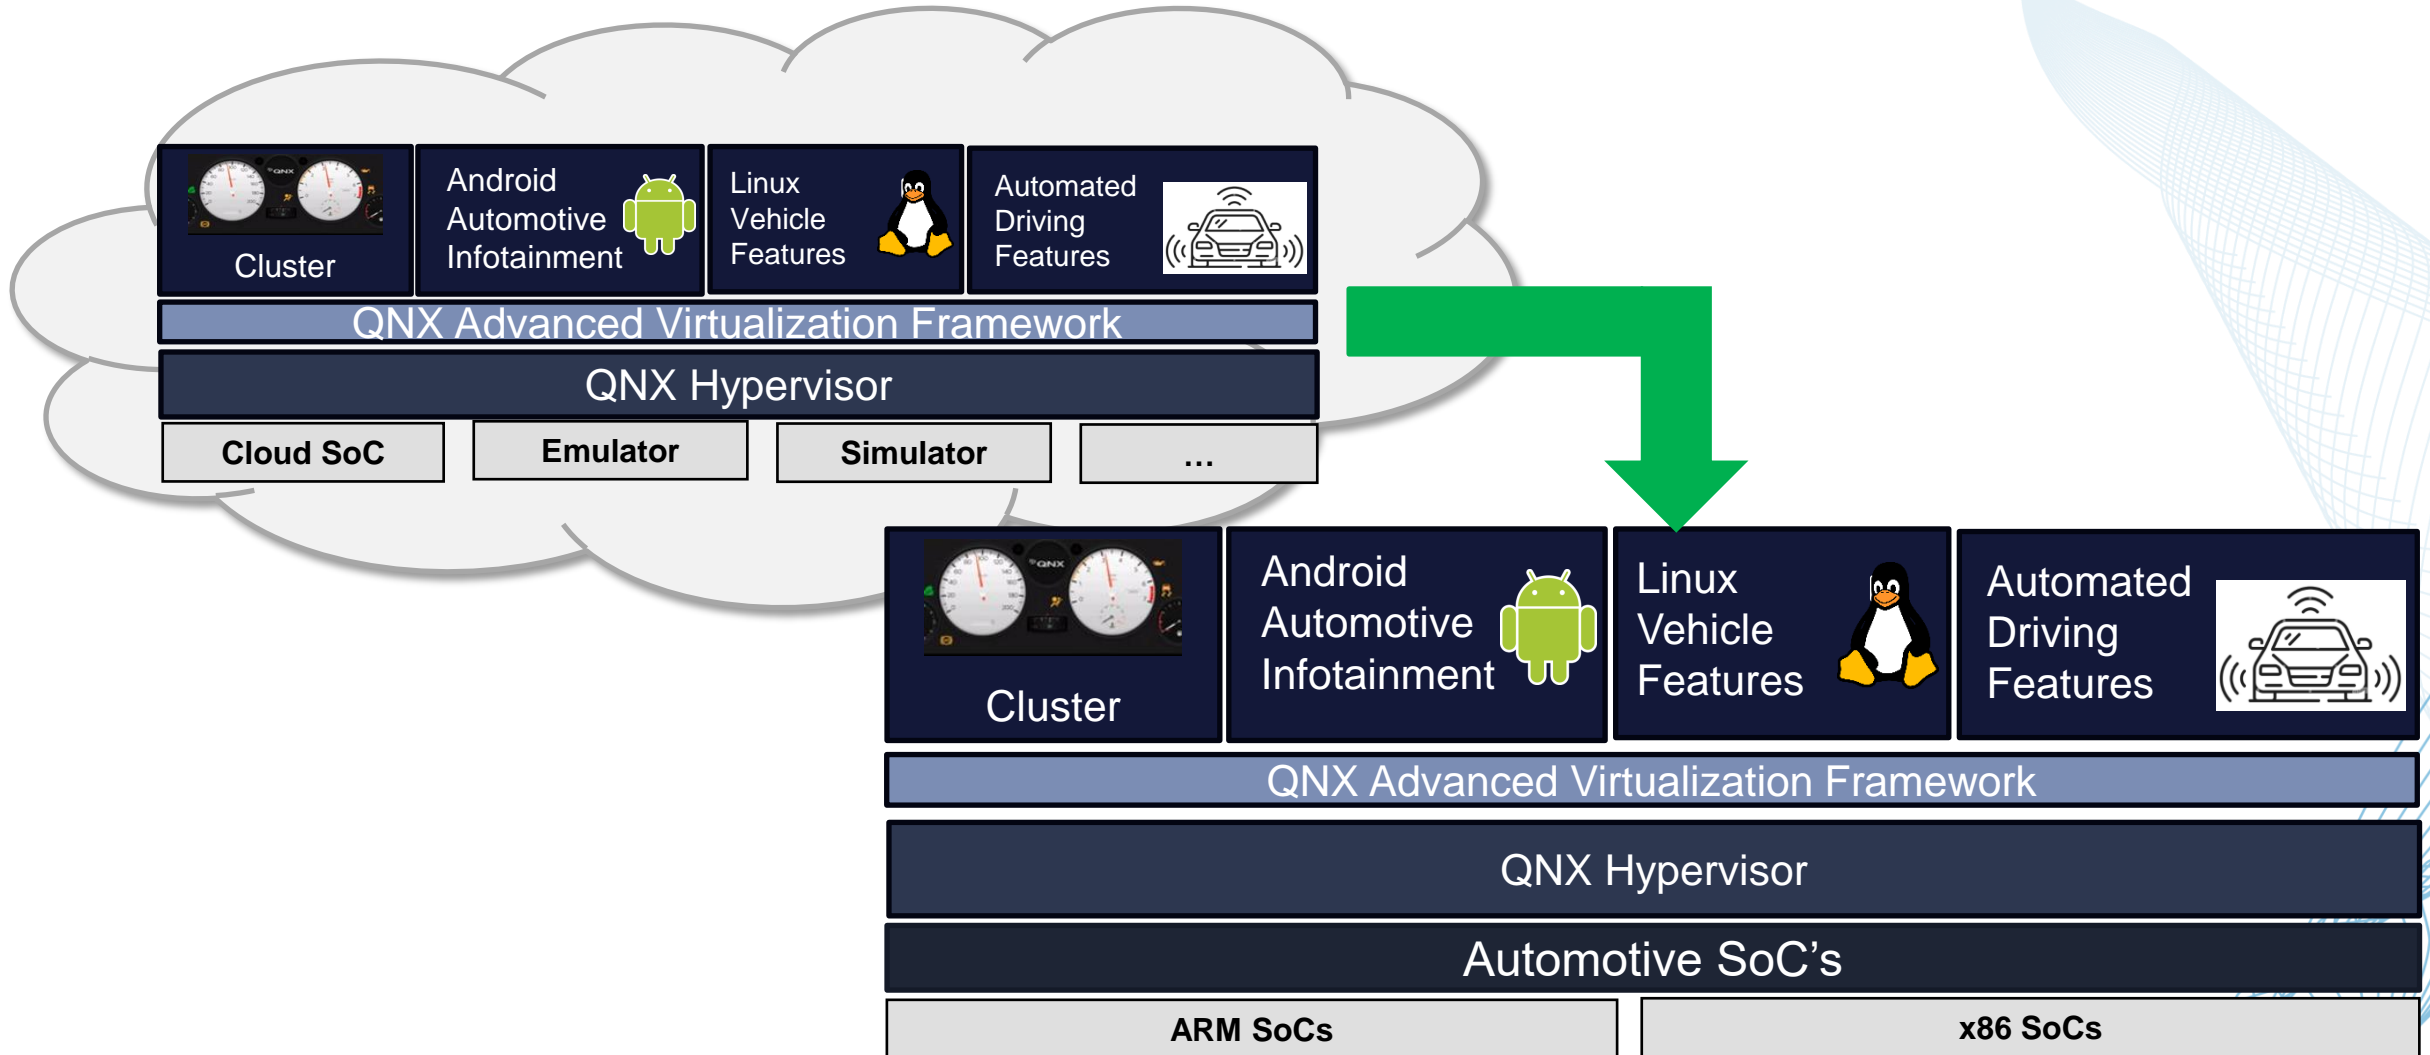 QNX
Cluster
Android
Automotive
Infotainment
Linux
Vehicle
Features
Automated
Driving
Features
QNX Advanced Virtualization Framework
QNX Hypervisor
Cloud SoC
Emulator
Simulator
...
QNX
Cluster
Android
Automotive
Infotainment
Linux
Vehicle
Features
Automated
Driving
Features
QNX Advanced Virtualization Framework
QNX Hypervisor
Automotive SoC’s
ARM SoCs
x86 SoCs